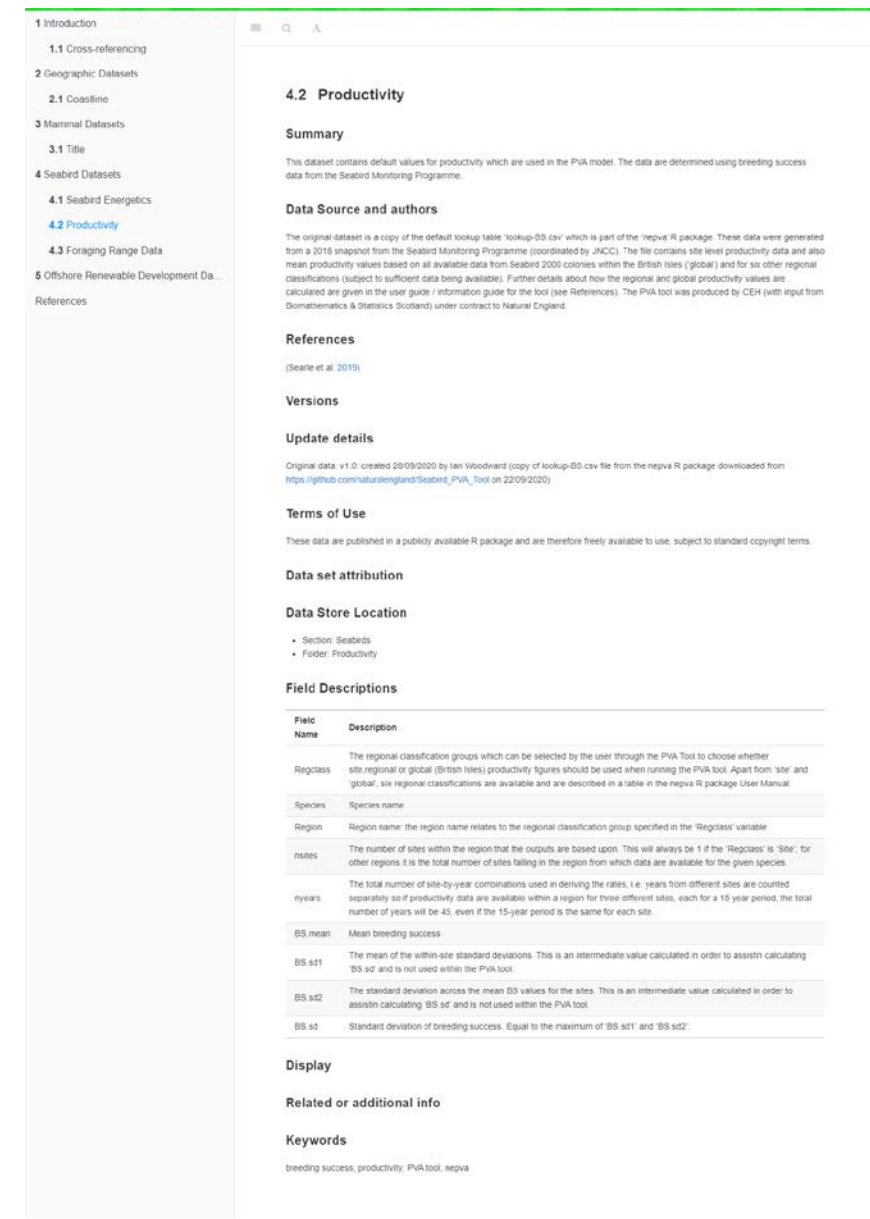 1 Introduction
1.1 Cross-referencing
2 Geographic Datasets
2.1 Coastline
3 Mammal Datasets
3.1 Title
4 Seabird Datasets
4.1 Seabird Energetics
4.2 Productivity
4.3 Foraging Range Data
5 Offshore Renewable Development Da...
References
A
4.2 Productivity
Summary
This dataset contains default values for productivity which are used in the PVA model. The data are determined using breeding success
data from the Seabird Monitoring Programme.
Data Source and authors
The original dataset is a copy of the default lookup table 'lookup-BS.csv' which is part of the 'nepva' R package. These data were generated
from a 2018 snapshot from the Seabird Monitoring Programme (coordinated by JNCC). The file contains site level productivity data and also
mean productivity values based on all available data from Seabird 2000 colonies within the British Isles ('global') and for six other regional
classifications (subject to sufficient data being available). Further details about how the regional and global productivity values are
calculated are given in the user guide / information guide for the tool (see References). The PVA tool was produced by CEH (with input from
Biomathematics & Statistics Scotland) under contract to Natural England.
References
(Searle et al. 2019)
Versions
Update details
Original data: v1.0: created 28/09/2020 by Ian Woodward (copy of lookup-BS.csv file from the nepva R package downloaded from
https://github.com/naturalengland/Seabird_PVA_Tool on 22/09/2020)
Terms of Use
These data are published in a publicly available R package and are therefore freely available to use, subject to standard copyright terms.
Data set attribution
Data Store Location
• Section: Seabirds
• Folder: Productivity
Field Descriptions
Field Name Description
Regclass The regional classification groups which can be selected by the user through the PVA Tool to choose whether
site,regional or global (British Isles) productivity figures should be used when running the PVA tool. Apart from 'site' and
'global', six regional classifications are available and are described in a table in the nepva R package User Manual.
Species Species name
Region Region name: the region name relates to the regional classification group specified in the 'Regclass' variable
nsites The number of sites within the region that the outputs are based upon. This will always be 1 if the 'Regclass' is 'Site'; for
other regions it is the total number of sites falling in the region from which data are available for the given species.
nyears The total number of site-by-year combinations used in deriving the rates, i.e. years from different sites are counted
separately so if productivity data are available within a region for three different sites, each for a 15 year period, the total
number of years will be 45, even if the 15-year period is the same for each site.
BS.mean Mean breeding success
BS.sd1 The mean of the within-site standard deviations. This is an intermediate value calculated in order to assistin calculating
'BS.sd' and is not used within the PVA tool.
BS.sd2 The standard deviation across the mean BS values for the sites. This is an intermediate value calculated in order to
assistin calculating 'BS.sd' and is not used within the PVA tool.
BS.sd Standard deviation of breeding success. Equal to the maximum of 'BS.sd1' and 'BS.sd2'.
Display
Related or additional info
Keywords
breeding success; productivity; PVA tool; nepva